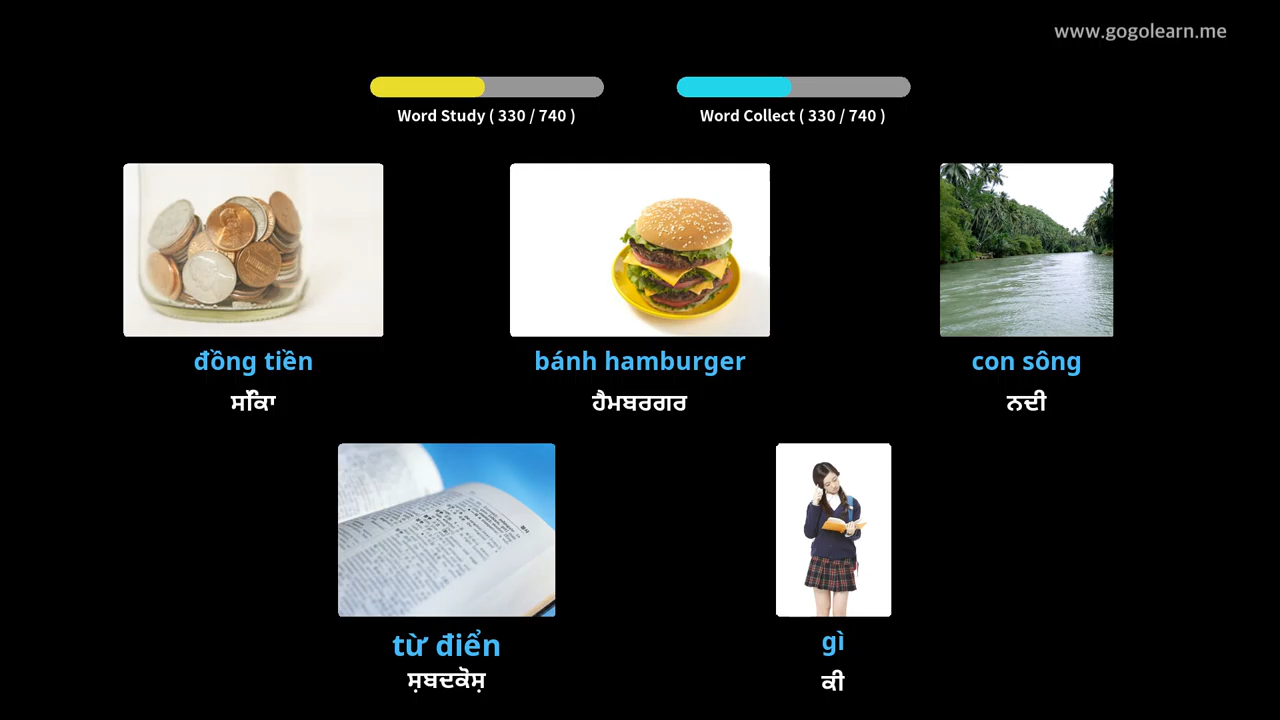 www.gogolearn.me
Word Study ( 330 / 740 )
Word Collect ( 330 / 740 )
đồng tiền
ਸਿੱਕਾ
bánh hamburger
ਹੈਮਬਰਗਰ
con sông
ਨਦੀ
từ điển
ਸ਼ਬਦਕੋਸ਼
gì
ਕੀ